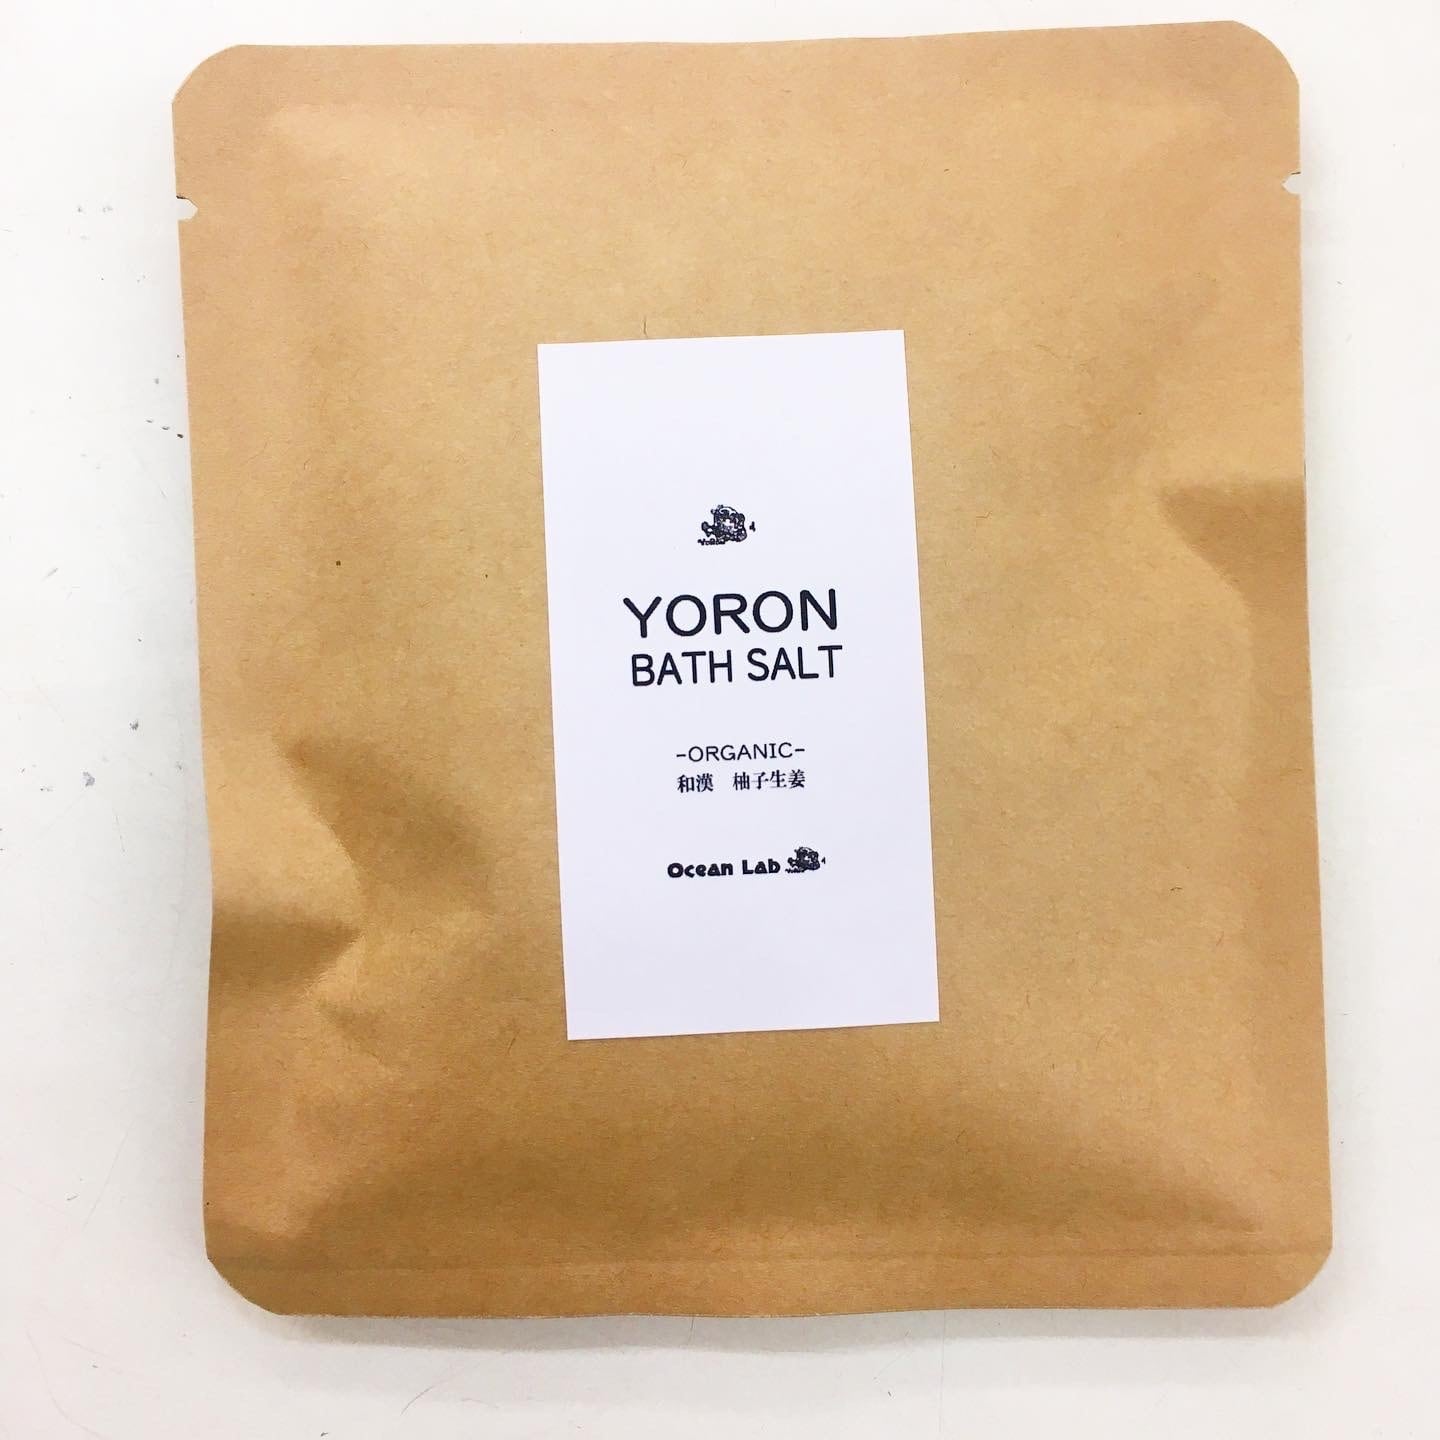 YORON
BATH SALT
-ORGANIC-
和漢　柚子生姜
Ocean Lab